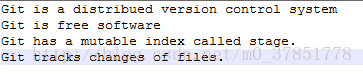 Git is a distribued version control system
Git is free software
Git has a mutable index called stage.
Git tracks changes of files.